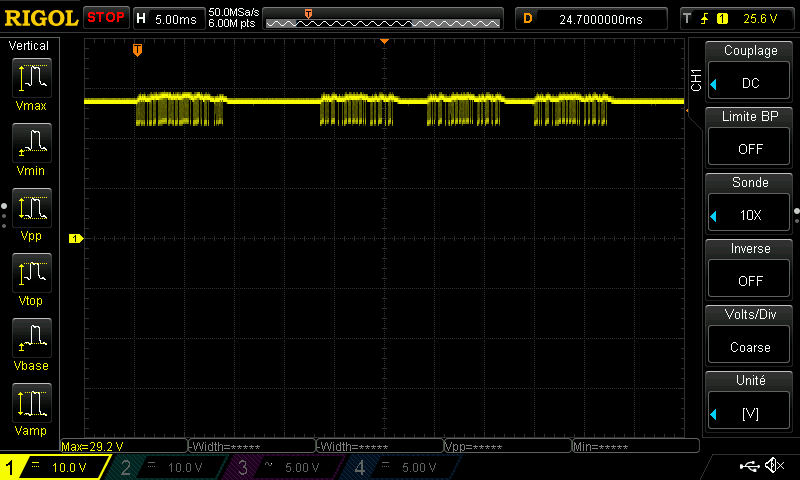 RIGOL STOP H 5.00ms 50.0MSa/s 6.00M pts D 24.7000000ms T 1 25.6 V
Vertical
Vmax
Vmin
Vpp
Vtop
Vbase
Vamp
T
1
CH1
Couplage
DC
Limite BP
OFF
Sonde
10X
Inverse
OFF
Volts/Div
Coarse
Unité
[V]
Max=29.2 V -Width=***** -Width=***** Vpp=***** Min=*****
1 10.0 V 2 10.0 V 3 5.00 V 4 5.00 V